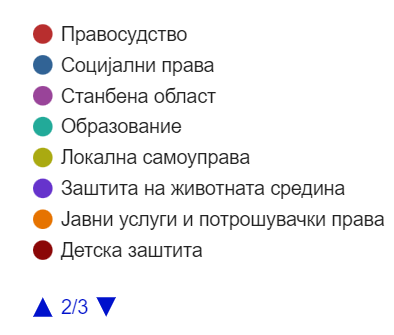 Правосудство
Социјални права
Станбена област
Образование
Локална самоуправа
Заштита на животната средина
Јавни услуги и потрошувачки права
Детска заштита
2/3